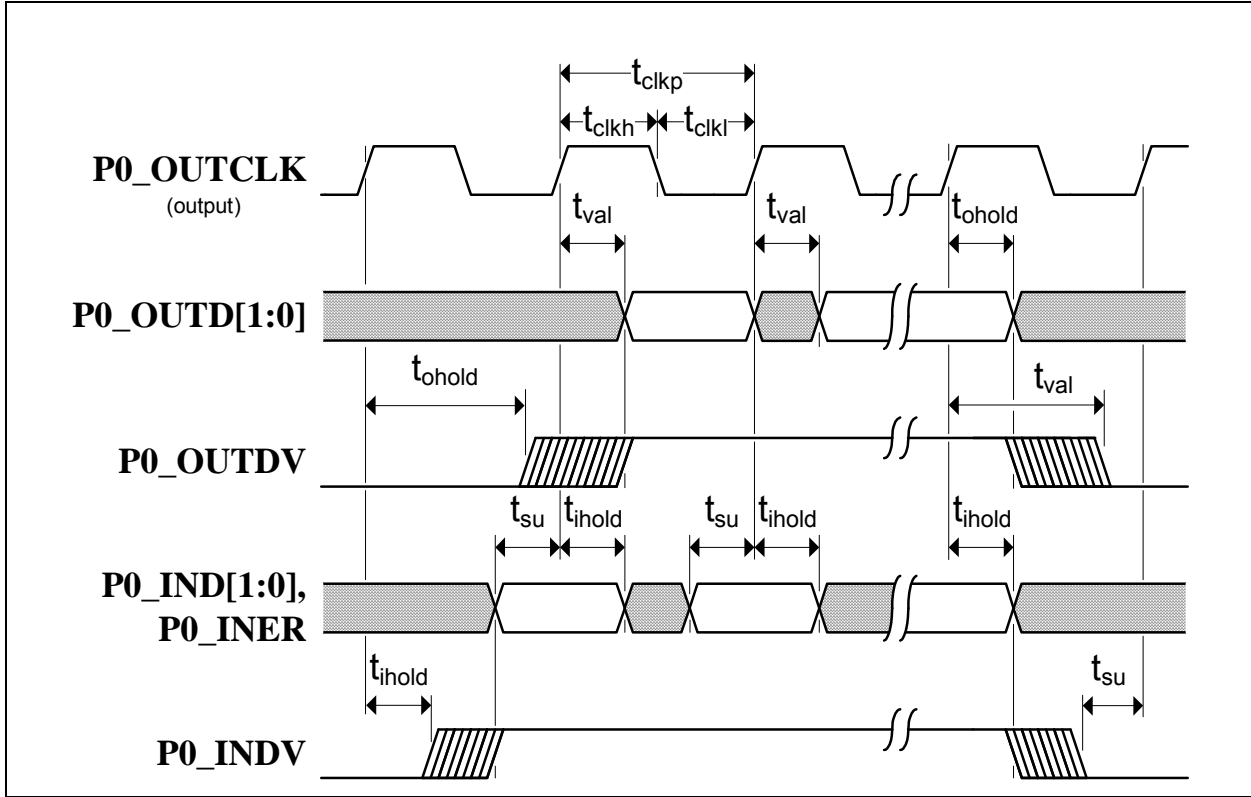 tclkp
tclkh tclkl
P0_OUTCLK
(output)
tval tval tohold
P0_OUTD[1:0]
tohold tval
P0_OUTDV
tsu tihold tsu tihold tihold
P0_IND[1:0],
P0_INER
tihold tsu
P0_INDV